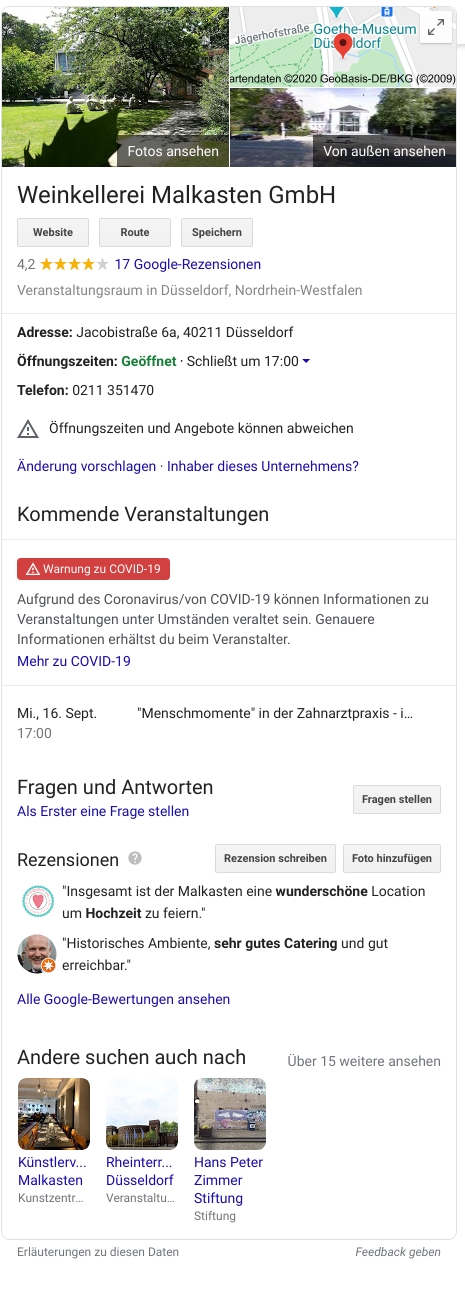 Jägerhofstraße
Goethe-Museum
Düsseldorf
artendaten ©2020 GeoBasis-DE/BKG (©2009)
Fotos ansehen
Von außen ansehen
Weinkellerei Malkasten GmbH
Website
Route
Speichern
4,2 17 Google-Rezensionen
Veranstaltungsraum in Düsseldorf, Nordrhein-Westfalen
Adresse: Jacobistraße 6a, 40211 Düsseldorf
Öffnungszeiten: Geöffnet · Schließt um 17:00
Telefon: 0211 351470
Öffnungszeiten und Angebote können abweichen
Änderung vorschlagen · Inhaber dieses Unternehmens?
Kommende Veranstaltungen
Warnung zu COVID-19
Aufgrund des Coronavirus/von COVID-19 können Informationen zu
Veranstaltungen unter Umständen veraltet sein. Genauere
Informationen erhältst du beim Veranstalter.
Mehr zu COVID-19
Mi., 16. Sept. "Menschmomente" in der Zahnarztpraxis - i…
17:00
Fragen und Antworten
Als Erster eine Frage stellen
Fragen stellen
Rezensionen
Rezension schreiben
Foto hinzufügen
"Insgesamt ist der Malkasten eine wunderschöne Location
um Hochzeit zu feiern."
"Historisches Ambiente, sehr gutes Catering und gut
erreichbar."
Alle Google-Bewertungen ansehen
Andere suchen auch nach
Über 15 weitere ansehen
Künstlerv...
Malkasten
Kunstzentr...
Rheinterr...
Düsseldorf
Veranstaltu...
Hans Peter
Zimmer
Stiftung
Stiftung
Erläuterungen zu diesen Daten
Feedback geben